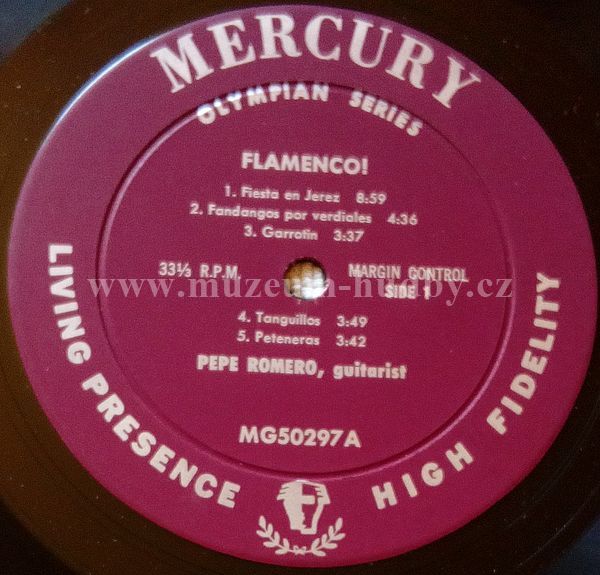 MERCURY
OLYMPIAN SERIES
FLAMENCO!
1. Fiesta en Jerez 8:59
2. Fandangos por verdiales 4:36
3. Garrotin 3:37
33⅓ R.P.M.
MARGIN CONTROL
SIDE 1
www.muzeum-hudby.cz
4. Tanguillos 3:49
5. Peteneras 3:42
PEPE ROMERO, guitarist
MG50297A
LIVING PRESENCE
HIGH FIDELITY